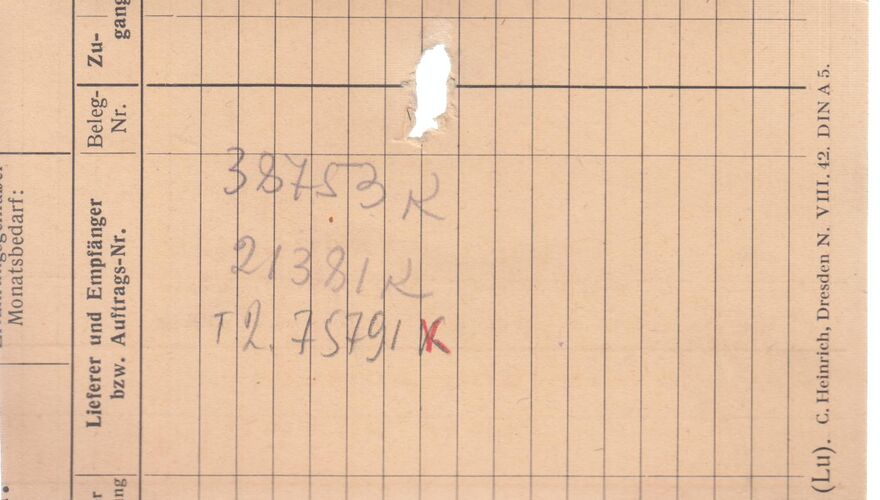 Zu-
gang
Beleg-
Nr.
Lieferer und Empfänger
bzw. Auftrags-Nr.
Monatsbedarf:
38753 K
21381 K
T 2. 75791 K
(Lu). C. Heinrich, Dresden N. VIII. 42. DIN A 5.